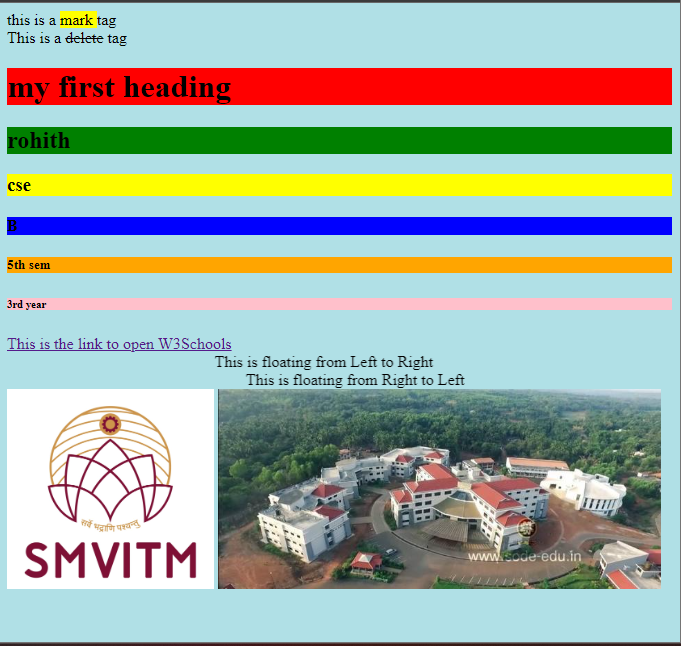 this is a mark tag
This is a delete tag
my first heading
rohith
cse
B
5th sem
3rd year
This is the link to open W3Schools
This is floating from Left to Right
This is floating from Right to Left
सर्वे भद्राणि पश्यन्तु
SMVITM
www.sode-edu.in